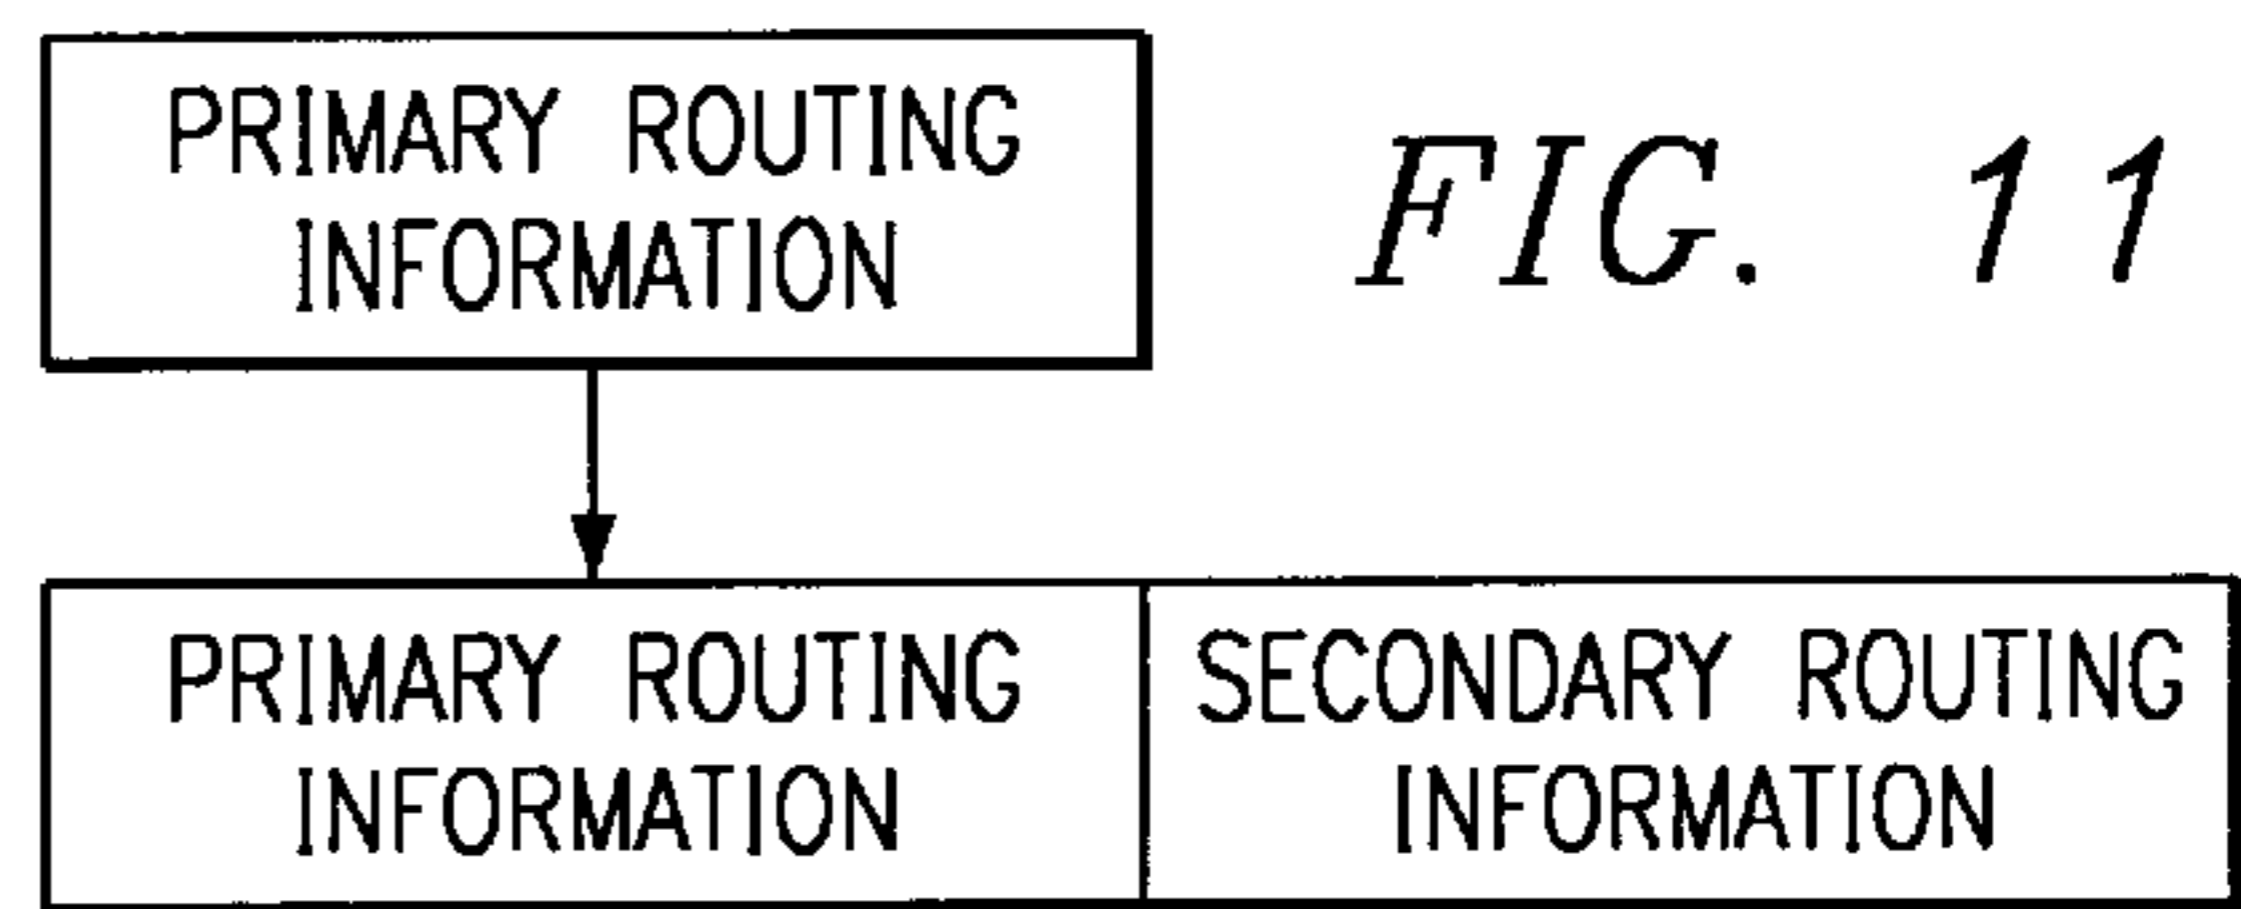 PRIMARY ROUTING
INFORMATION
FIG. 11
PRIMARY ROUTING
INFORMATION
SECONDARY ROUTING
INFORMATION